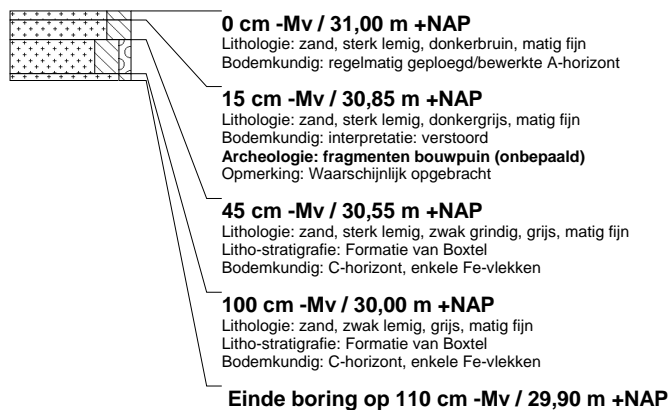 0 cm -Mv / 31,00 m +NAP
Lithologie: zand, sterk lemig, donkerbruin, matig fijn
Bodemkundig: regelmatig geploegd/bewerkte A-horizont
15 cm -Mv / 30,85 m +NAP
Lithologie: zand, sterk lemig, donkergrijs, matig fijn
Bodemkundig: interpretatie: verstoord
Archeologie: fragmenten bouwpuin (onbepaald)
Opmerking: Waarschijnlijk opgebracht
45 cm -Mv / 30,55 m +NAP
Lithologie: zand, sterk lemig, zwak grindig, grijs, matig fijn
Litho-stratigrafie: Formatie van Boxtel
Bodemkundig: C-horizont, enkele Fe-vlekken
100 cm -Mv / 30,00 m +NAP
Lithologie: zand, zwak lemig, grijs, matig fijn
Litho-stratigrafie: Formatie van Boxtel
Bodemkundig: C-horizont, enkele Fe-vlekken
Einde boring op 110 cm -Mv / 29,90 m +NAP